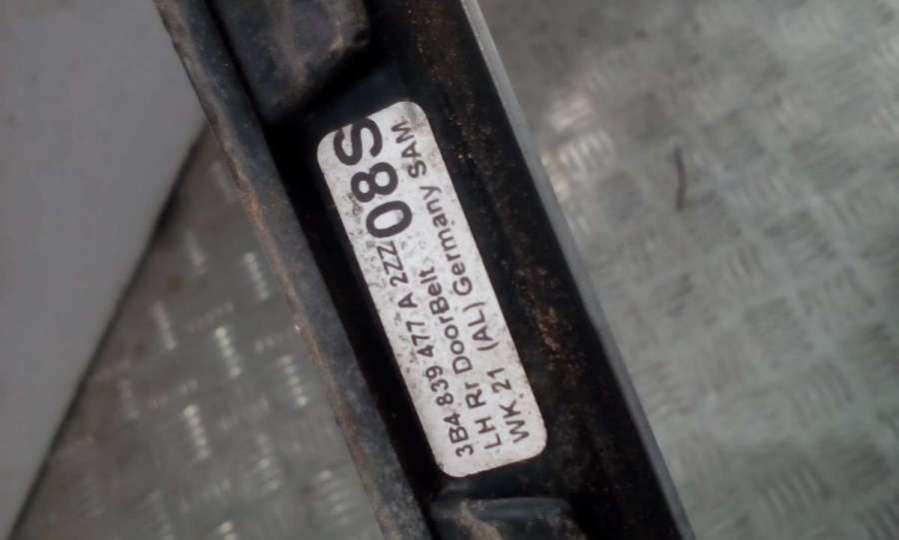 3B4 839 477 A 2ZZ 08S
LH Rr DoorBelt
WK 21 (AL) Germany SAM